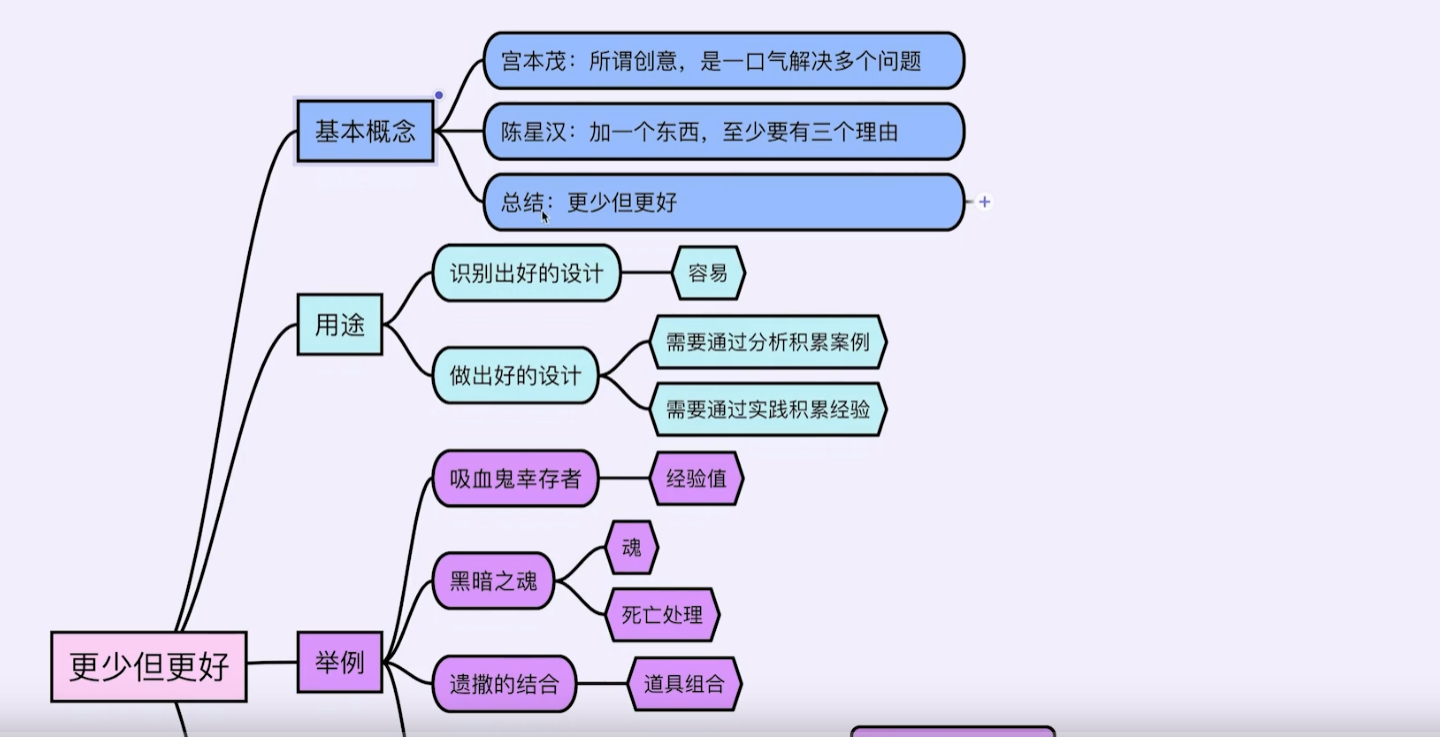 宫本茂：所谓创意，是一口气解决多个问题
基本概念
陈星汉：加一个东西，至少要有三个理由
总结：更少但更好
识别出好的设计
容易
用途
需要通过分析积累案例
做出好的设计
需要通过实践积累经验
吸血鬼幸存者
经验值
魂
黑暗之魂
死亡处理
更少但更好
举例
遗撒的结合
道具组合